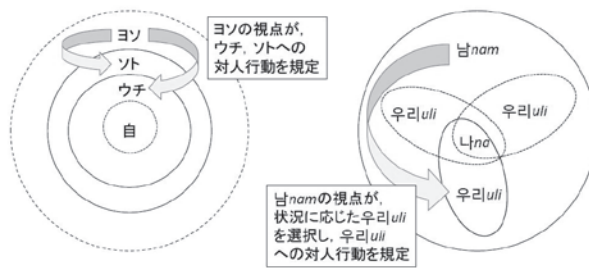 ヨソ
ソト
ウチ
自
ヨソの視点が,
ウチ, ソトへの
対人行動を規定
남nam
우리uli
우리uli
나na
우리uli
남namの視点が,
状況に応じた우리uli
を選択し, 우리uli
への対人行動を規定